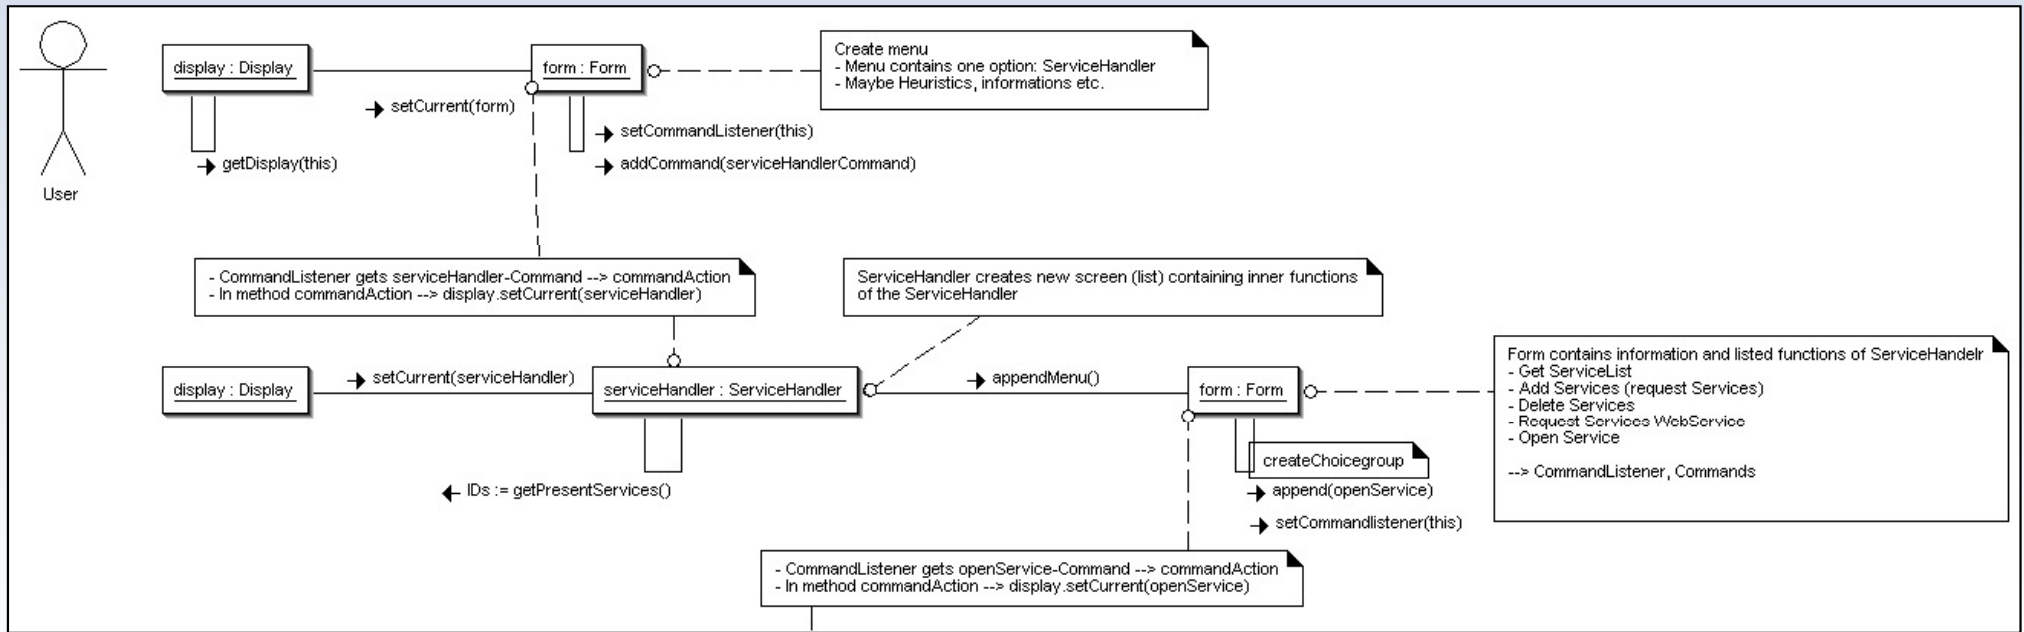 display : Display
form : Form
Create menu
- Menu contains one option: ServiceHandler
- Maybe Heuristics, informations etc.
setCurrent(form)
setCommandListener(this)
getDisplay(this)
addCommand(serviceHandlerCommand)
User
- CommandListener gets serviceHandler-Command --> commandAction
- In method commandAction --> display.setCurrent(serviceHandler)
ServiceHandler creates new screen (list) containing inner functions
of the ServiceHandler
display : Display
setCurrent(serviceHandler)
serviceHandler : ServiceHandler
appendMenu()
form : Form
Form contains information and listed functions of ServiceHandelr
- Get ServiceList
- Add Services (request Services)
- Delete Services
- Request Services WebService
- Open Service
--> CommandListener, Commands
createChoicegroup
IDs := getPresentServices()
append(openService)
setCommandlistener(this)
- CommandListener gets openService-Command --> commandAction
- In method commandAction --> display.setCurrent(openService)